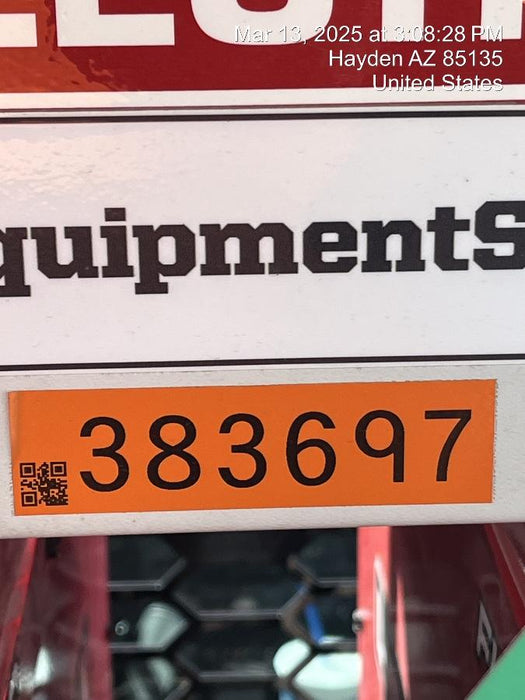 Mar 13, 2025 at 3:08:28 PM
Hayden AZ 85135
United States
quipmentS
383697